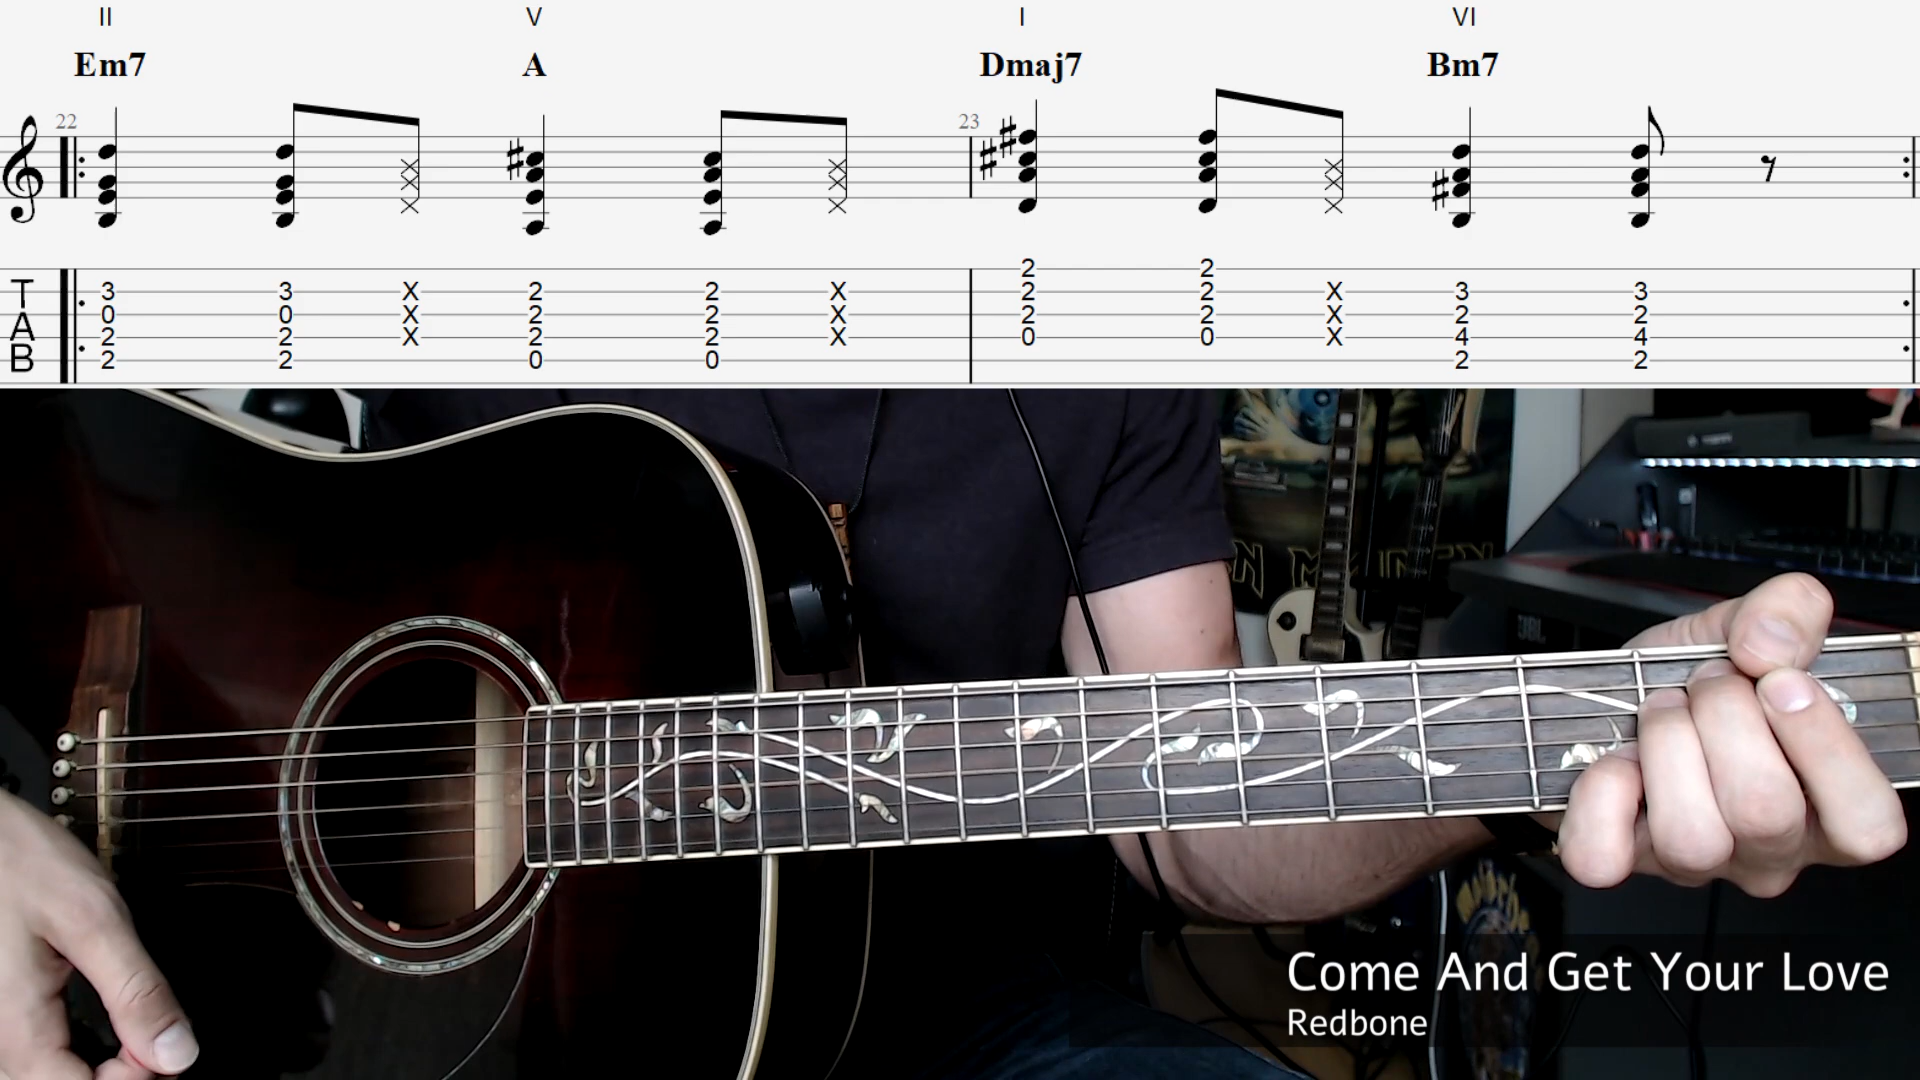 II V I VI
Em7 A Dmaj7 Bm7
22 23
2 2
T 3 3 X 2 2 X 2 2 X 3 3
0 0 X 2 2 X 2 2 X 2 2
A 2 2 X 2 2 X 0 0 X 4 4
B 2 2 0 0 2 2
JBL
Come And Get Your Love
Redbone